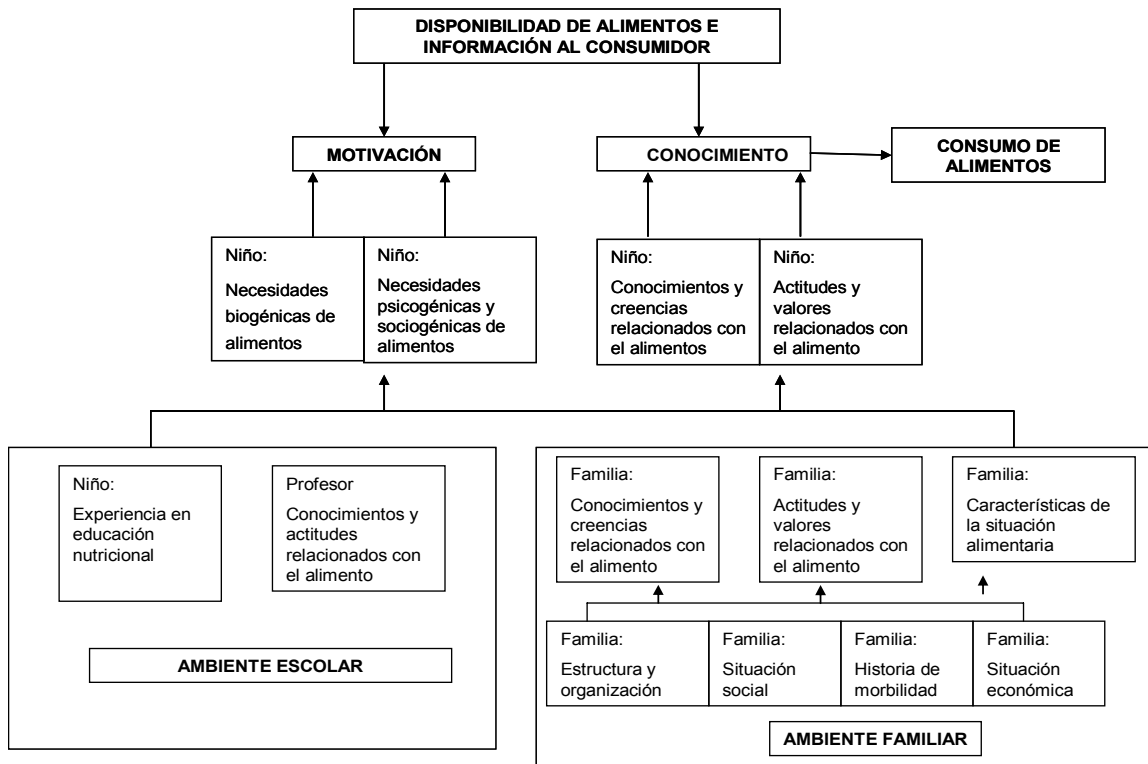 DISPONIBILIDAD DE ALIMENTOS E
INFORMACIÓN AL CONSUMIDOR
MOTIVACIÓN
CONOCIMIENTO
CONSUMO DE
ALIMENTOS
Niño:
Necesidades
biogénicas de
alimentos
Niño:
Necesidades
psicogénicas y
sociogénicas de
alimentos
Niño:
Conocimientos y
creencias
relacionados con
el alimentos
Niño:
Actitudes y
valores
relacionados con
el alimento
Niño:
Experiencia en
educación
nutricional
Profesor
Conocimientos y
actitudes
relacionados con
el alimento
AMBIENTE ESCOLAR
Familia:
Conocimientos y
creencias
relacionados con
el alimento
Familia:
Actitudes y
valores
relacionados con
el alimento
Familia:
Características de
la situación
alimentaria
Familia:
Estructura y
organización
Familia:
Situación
social
Familia:
Historia de
morbilidad
Familia:
Situación
económica
AMBIENTE FAMILIAR